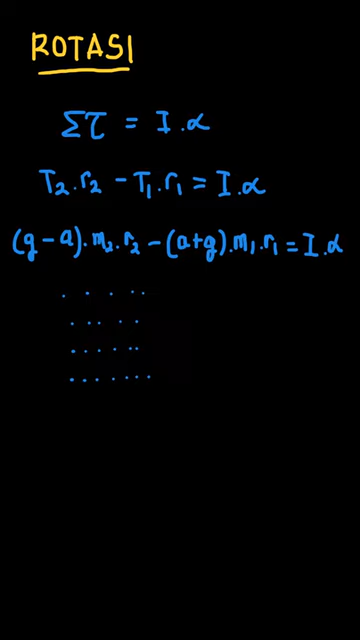 ROTASI
Στ = I.α
T₂.r₂ - T₁.r₁ = I.α
(g - a).m₂.r₂ - (a+g).m₁.r₁ = I.α
. . . . .
. . . . .
. . . . . .
. . . . . . .